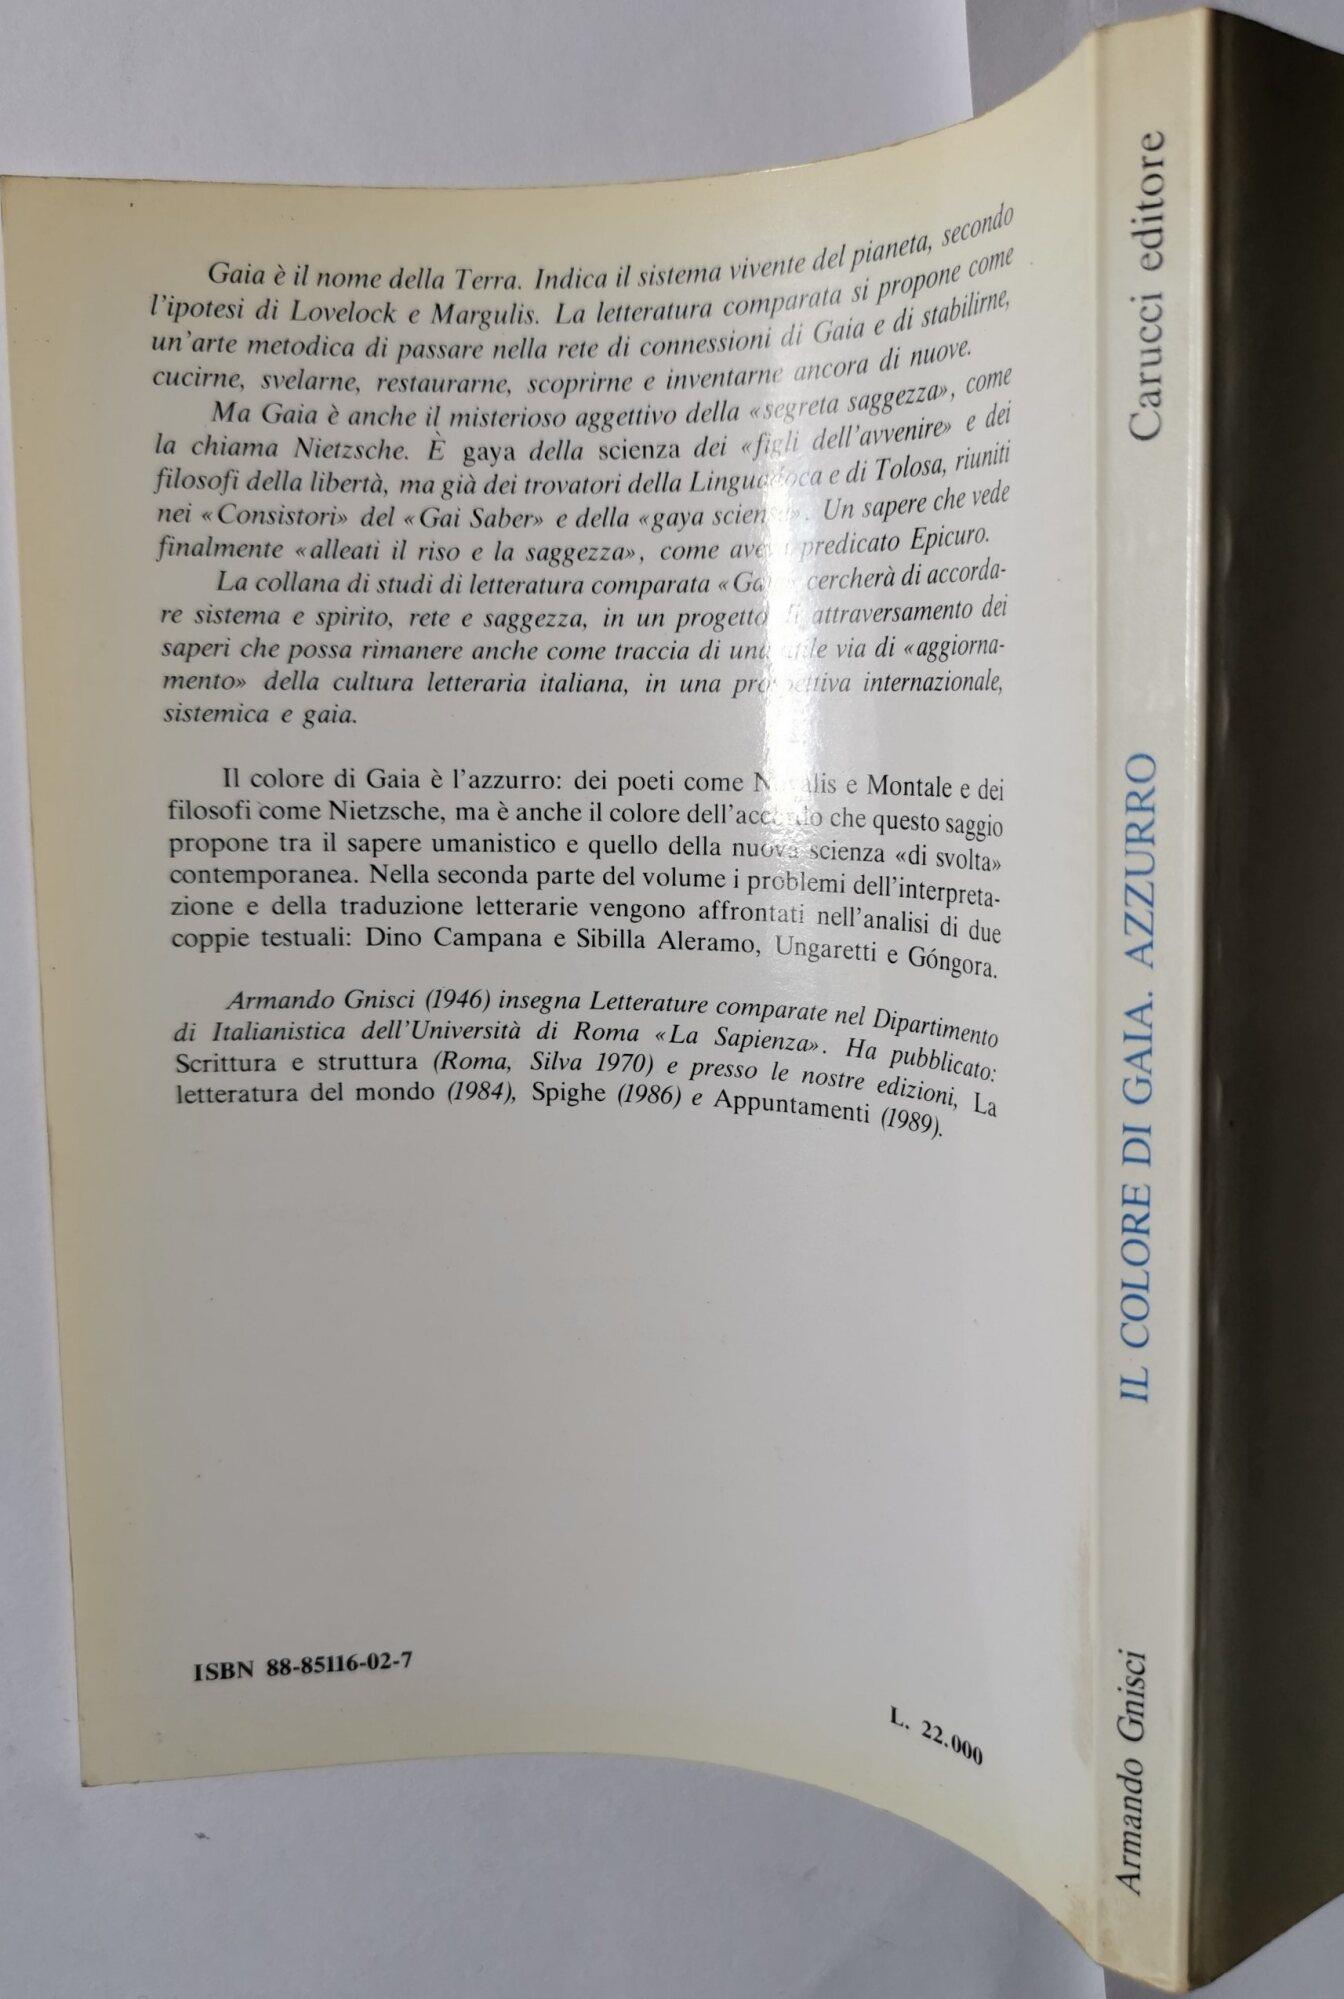 Gaia è il nome della Terra. Indica il sistema vivente del pianeta, secondo
l'ipotesi di Lovelock e Margulis. La letteratura comparata si propone come
un'arte metodica di passare nella rete di connessioni di Gaia e di stabilirne,
cucirne, svelarne, restaurarne, scoprirne e inventarne ancora di nuove.
Ma Gaia è anche il misterioso aggettivo della «segreta saggezza», come
la chiama Nietzsche. È gaya della scienza dei «figli dell'avvenire» e dei
filosofi della libertà, ma già dei trovatori della Linguadoca e di Tolosa, riuniti
nei «Consistori» del «Gai Saber» e della «gaya sciensa». Un sapere che vede
finalmente «alleati il riso e la saggezza», come aveva predicato Epicuro.
La collana di studi di letteratura comparata «Gaia» cercherà di accorda-
re sistema e spirito, rete e saggezza, in un progetto di attraversamento dei
saperi che possa rimanere anche come traccia di una utile via di «aggiorna-
mento» della cultura letteraria italiana, in una prospettiva internazionale,
sistemica e gaia.
Il colore di Gaia è l'azzurro: dei poeti come Novalis e Montale e dei
filosofi come Nietzsche, ma è anche il colore dell'accordo che questo saggio
propone tra il sapere umanistico e quello della nuova scienza «di svolta»
contemporanea. Nella seconda parte del volume i problemi dell'interpreta-
zione e della traduzione letterarie vengono affrontati nell'analisi di due
coppie testuali: Dino Campana e Sibilla Aleramo, Ungaretti e Góngora.
Armando Gnisci (1946) insegna Letterature comparate nel Dipartimento
di Italianistica dell'Università di Roma «La Sapienza». Ha pubblicato:
Scrittura e struttura (Roma, Silva 1970) e presso le nostre edizioni, La
letteratura del mondo (1984), Spighe (1986) e Appuntamenti (1989).
ISBN 88-85116-02-7
L. 22.000
Armando Gnisci
IL COLORE DI GAIA. AZZURRO
Carucci editore